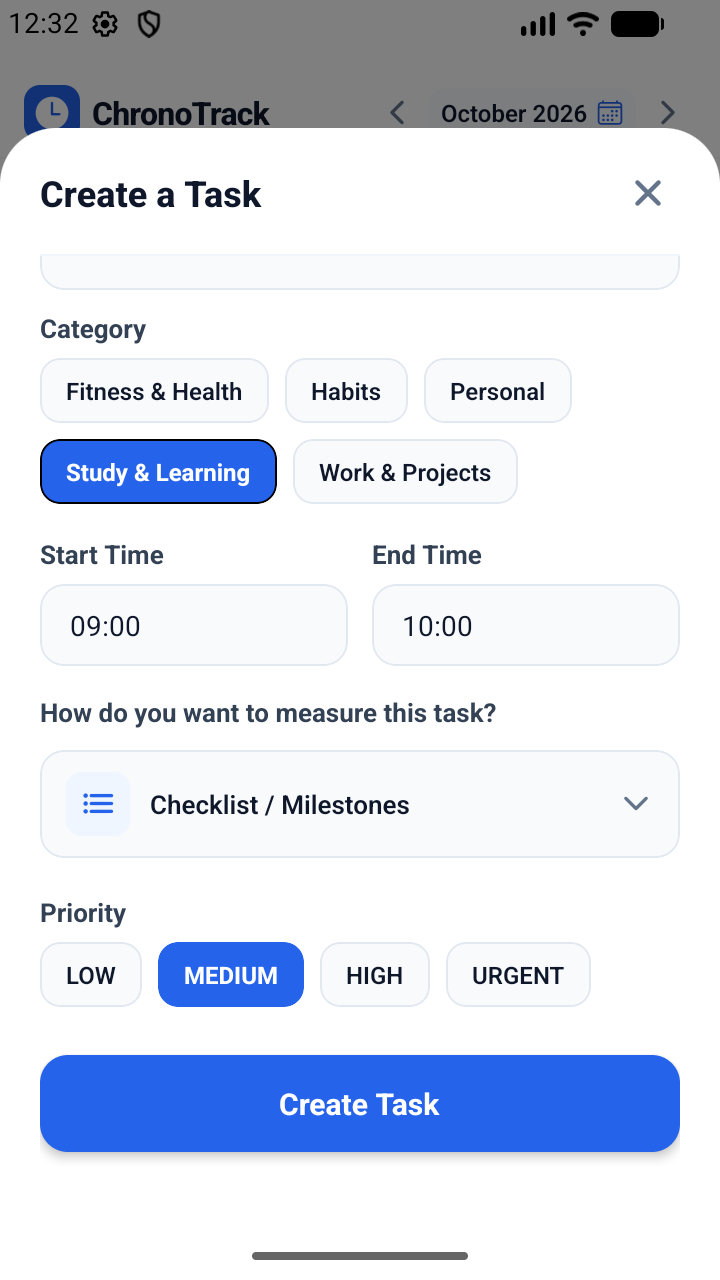 12:32
ChronoTrack
October 2026
Create a Task
Category
Fitness & Health
Habits
Personal
Study & Learning
Work & Projects
Start Time
End Time
09:00
10:00
How do you want to measure this task?
Checklist / Milestones
Priority
LOW
MEDIUM
HIGH
URGENT
Create Task